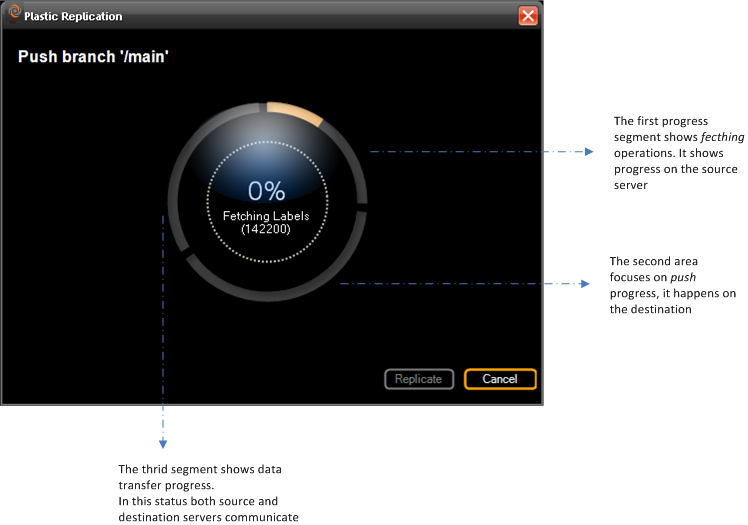 Plastic Replication
Push branch '/main'
0%
Fetching Labels
(142200)
Replicate
Cancel
The first progress
segment shows fecthing
operations. It shows
progress on the source
server
The second area
focuses on push
progress, it happens on
the destination
The thrid segment shows data
transfer progress.
In this status both source and
destination servers communicate